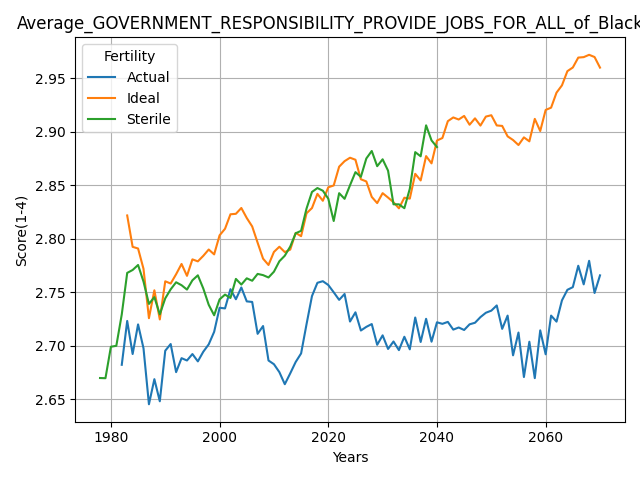 Average_GOVERNMENT_RESPONSIBILITY_PROVIDE_JOBS_FOR_ALL_of_Black
Fertility
Actual
Ideal
Sterile
Score(1-4)
2.95
2.90
2.85
2.80
2.75
2.70
2.65
1980 2000 2020 2040 2060
Years